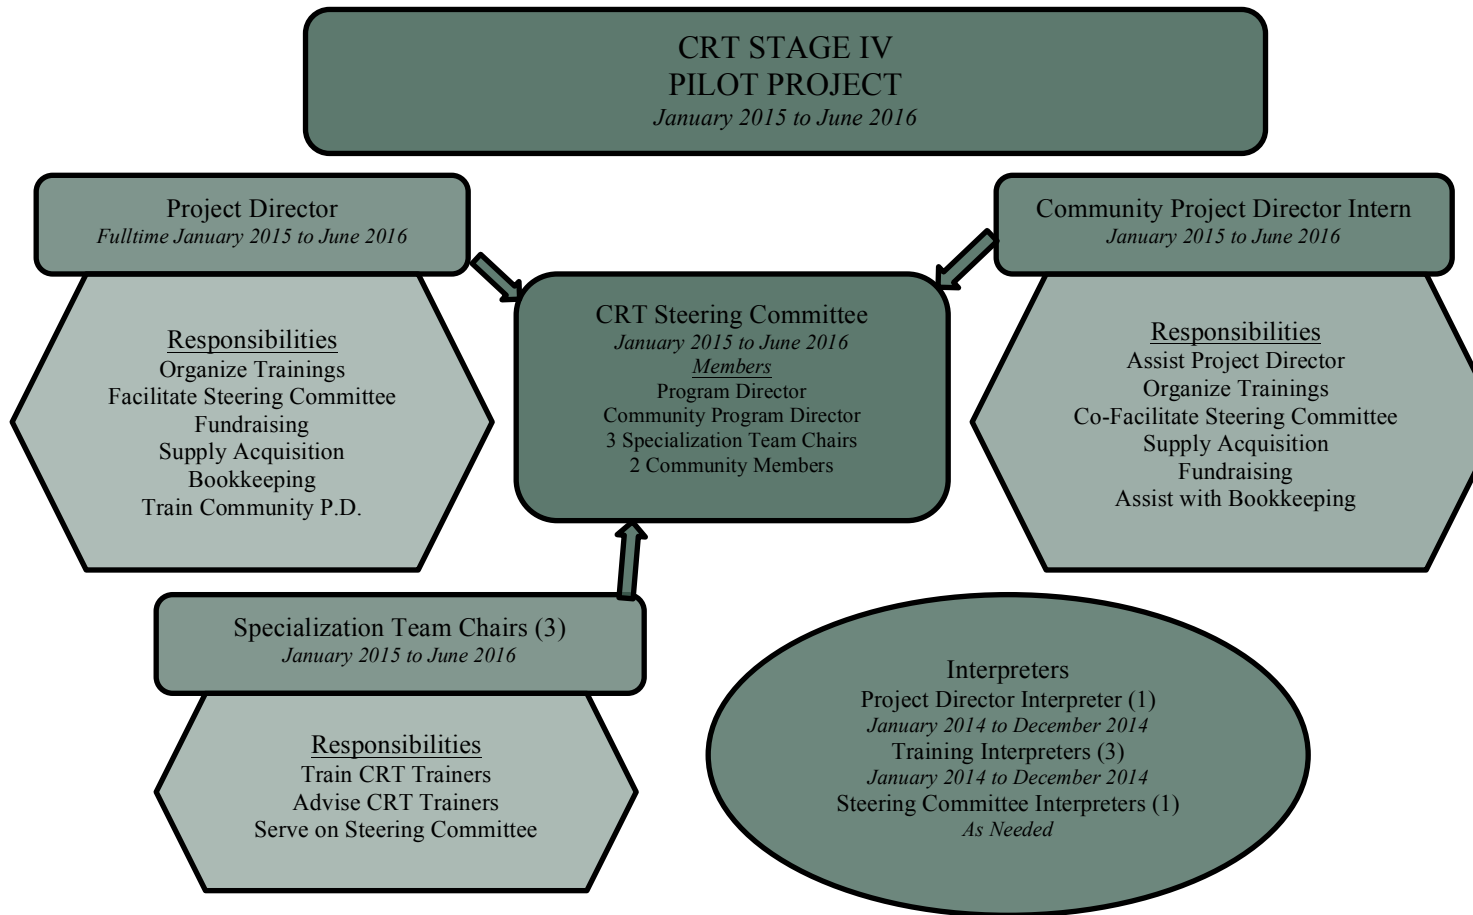 CRT STAGE IV
PILOT PROJECT
January 2015 to June 2016
Project Director
Fulltime January 2015 to June 2016
Responsibilities
Organize Trainings
Facilitate Steering Committee
Fundraising
Supply Acquisition
Bookkeeping
Train Community P.D.
CRT Steering Committee
January 2015 to June 2016
Members
Program Director
Community Program Director
3 Specialization Team Chairs
2 Community Members
Community Project Director Intern
January 2015 to June 2016
Responsibilities
Assist Project Director
Organize Trainings
Co-Facilitate Steering Committee
Supply Acquisition
Fundraising
Assist with Bookkeeping
Specialization Team Chairs (3)
January 2015 to June 2016
Responsibilities
Train CRT Trainers
Advise CRT Trainers
Serve on Steering Committee
Interpreters
Project Director Interpreter (1)
January 2014 to December 2014
Training Interpreters (3)
January 2014 to December 2014
Steering Committee Interpreters (1)
As Needed